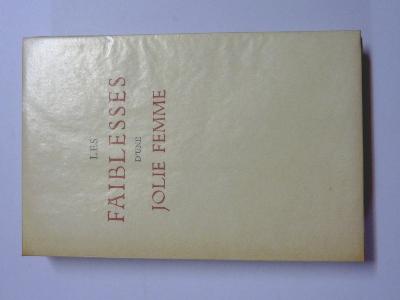 LES
FAIBLESSES
D'UNE
JOLIE FEMME